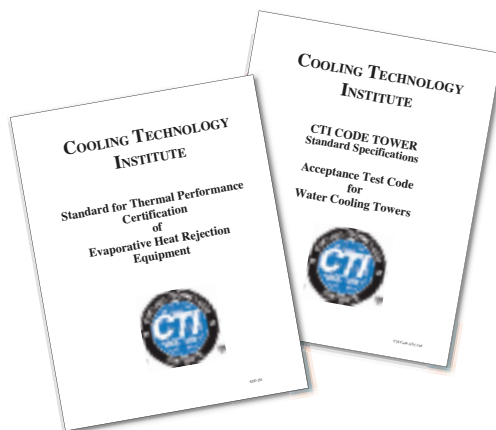 COOLING TECHNOLOGY
INSTITUTE
Standard for Thermal Performance
Certification
of
Evaporative Heat Rejection
Equipment
CTI
COOLING TECHNOLOGY
INSTITUTE
CTI CODE TOWER
Standard Specifications
Acceptance Test Code
for
Water Cooling Towers
CTI